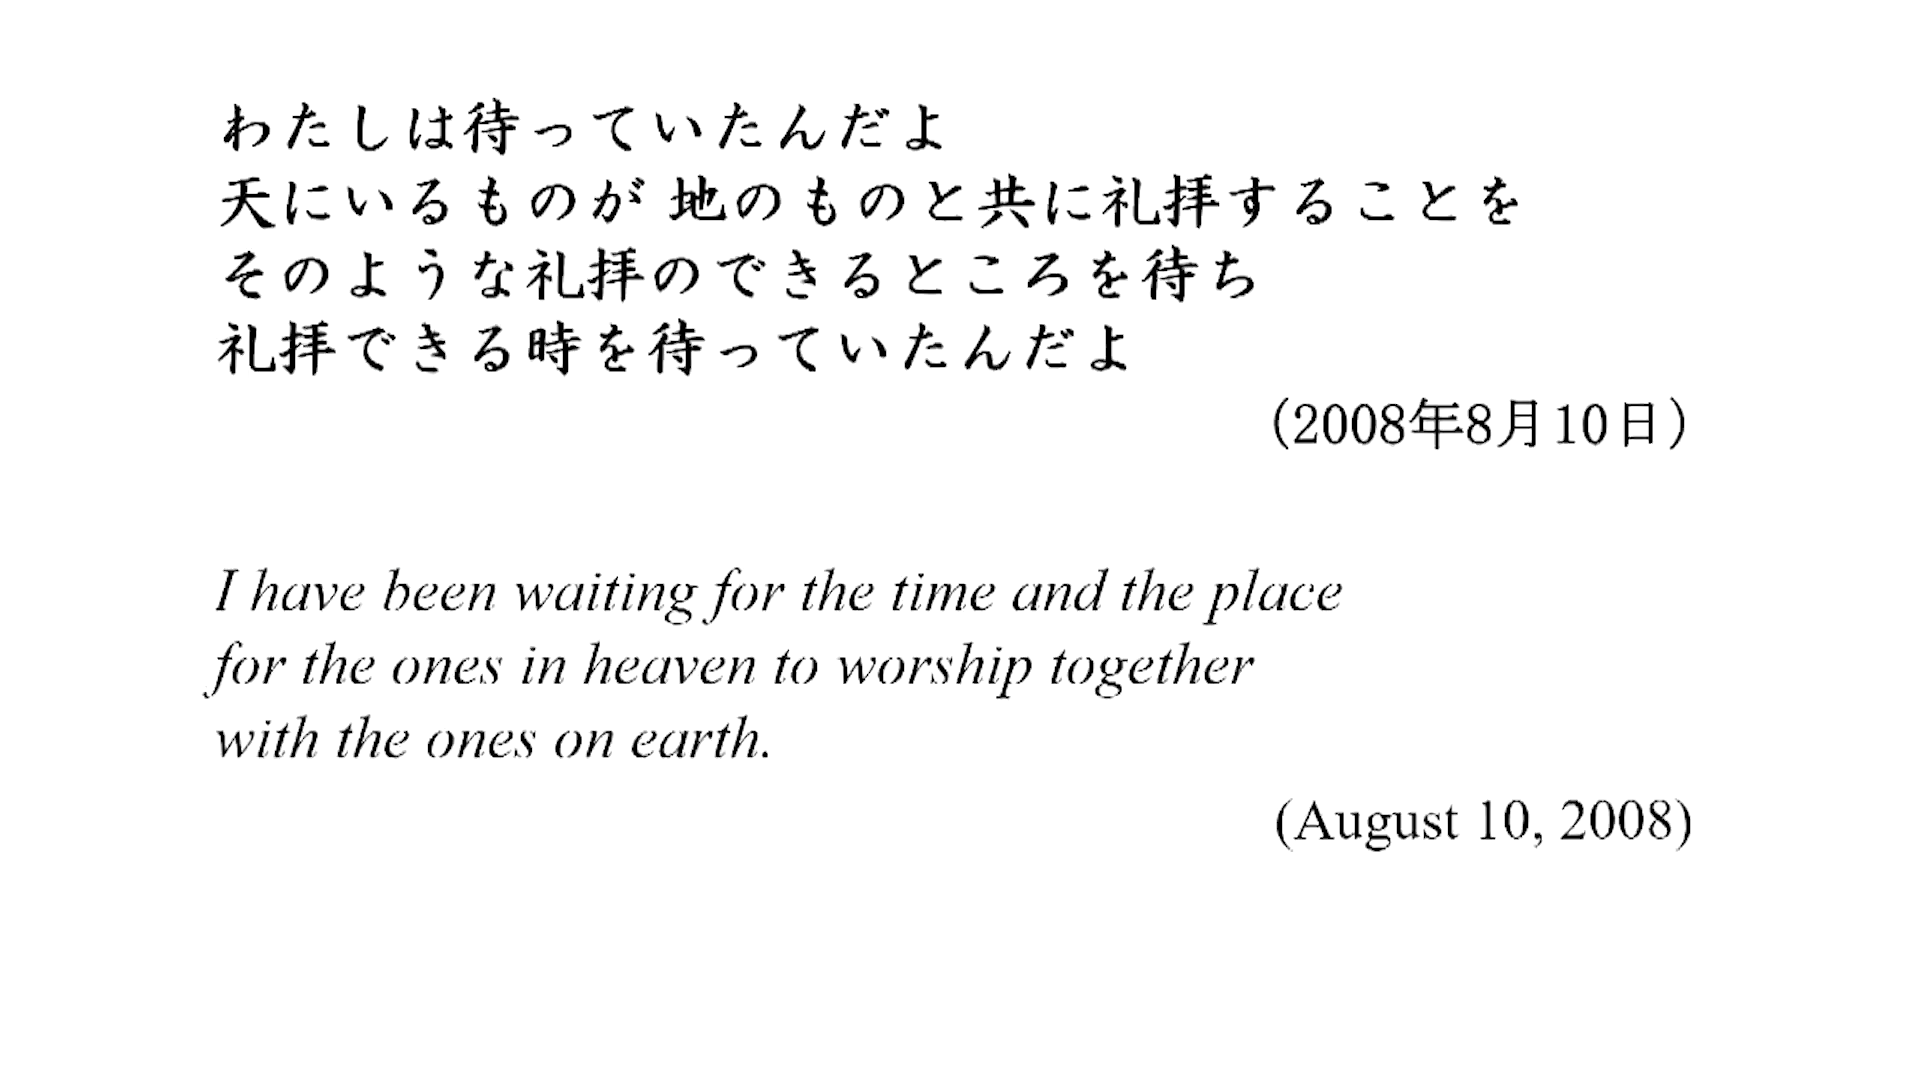 わたしは待っていたんだよ
天にいるものが 地のものと共に礼拝することを
そのような礼拝のできるところを待ち
礼拝できる時を待っていたんだよ
（2008年8月10日）
I have been waiting for the time and the place
for the ones in heaven to worship together
with the ones on earth.
(August 10, 2008)